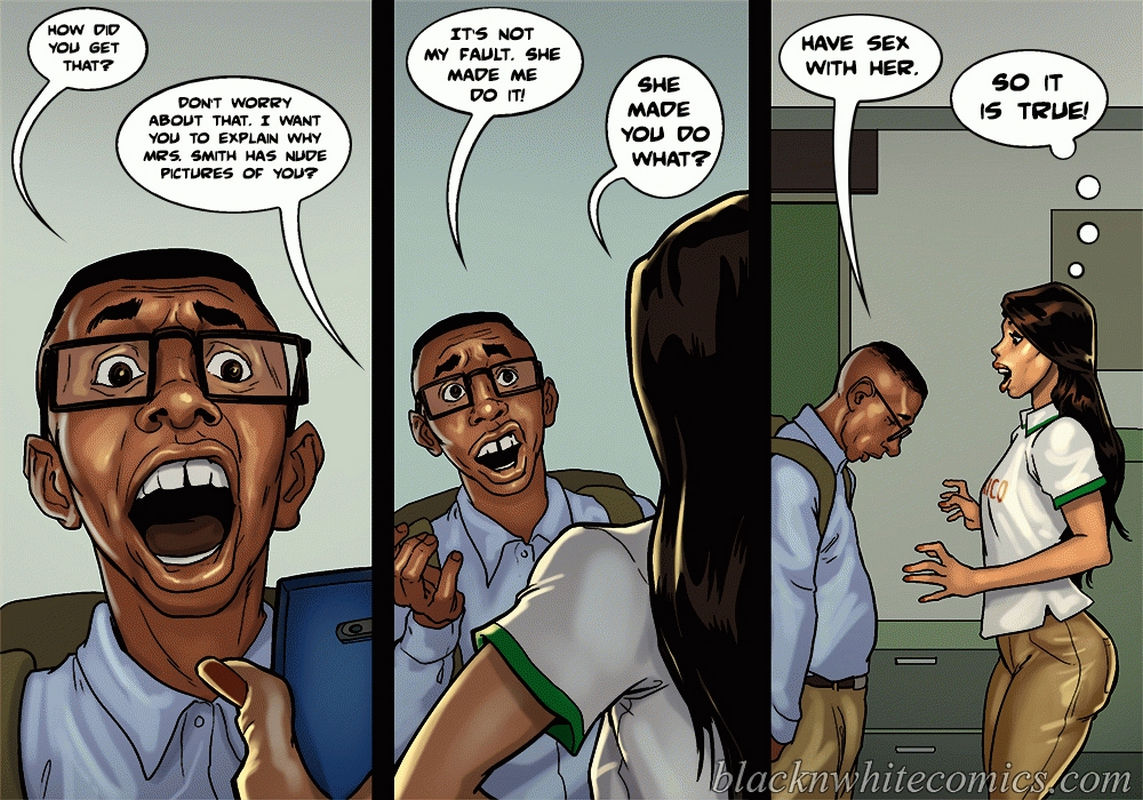 HOW DID
YOU GET
THAT?
DON'T WORRY
ABOUT THAT. I WANT
YOU TO EXPLAIN WHY
MRS. SMITH HAS NUDE
PICTURES OF YOU?
IT'S NOT
MY FAULT. SHE
MADE ME
DO IT!
SHE
MADE
YOU DO
WHAT?
HAVE SEX
WITH HER.
SO IT
IS TRUE!
ICO
blacknwhitecomics.com